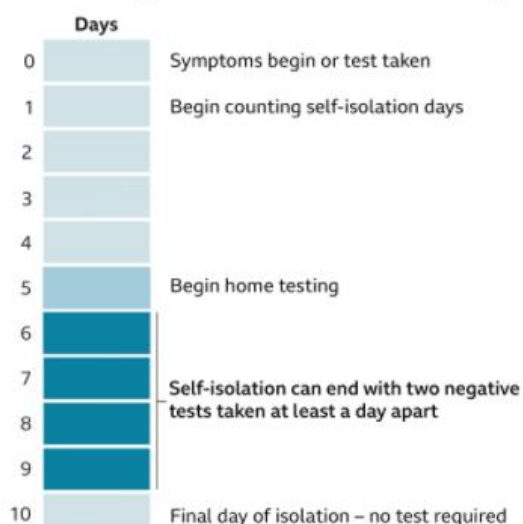 Days
0 Symptoms begin or test taken
1 Begin counting self-isolation days
2
3
4
5 Begin home testing
6
7
Self-isolation can end with two negative
tests taken at least a day apart
8
9
10 Final day of isolation – no test required